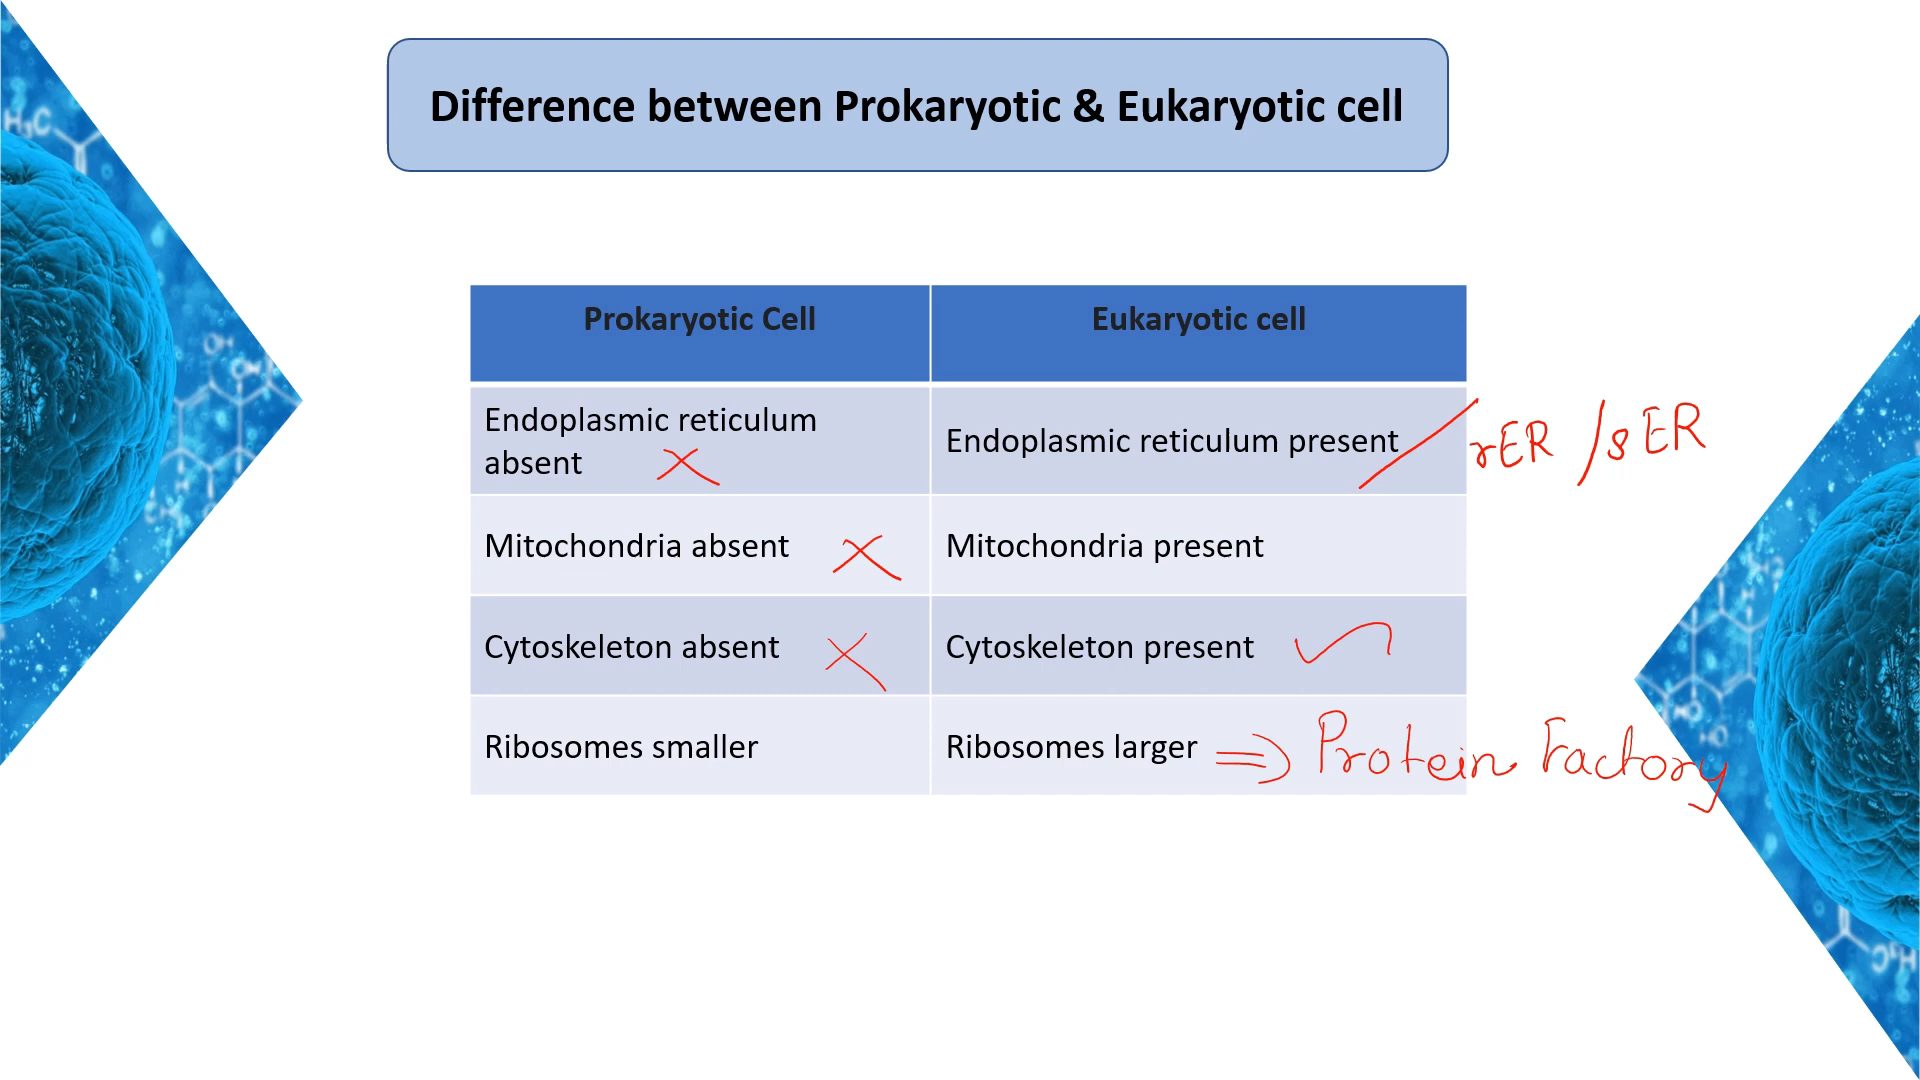 Difference between Prokaryotic & Eukaryotic cell
H₃C
Prokaryotic Cell
Eukaryotic cell
Endoplasmic reticulum
absent
Endoplasmic reticulum present
rER / sER
Mitochondria absent
Mitochondria present
Cytoskeleton absent
Cytoskeleton present
Ribosomes smaller
Ribosomes larger ⇒ Protein Factory